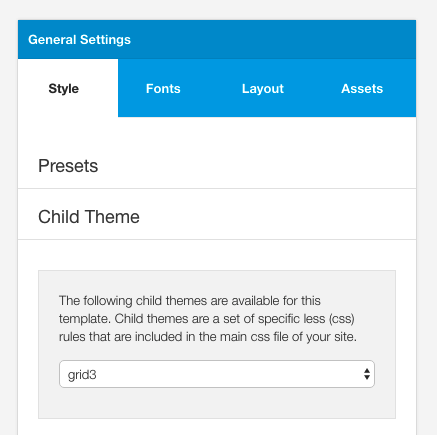 General Settings
Style Fonts Layout Assets
Presets
Child Theme
The following child themes are available for this
template. Child themes are a set of specific less (css)
rules that are included in the main css file of your site.
grid3